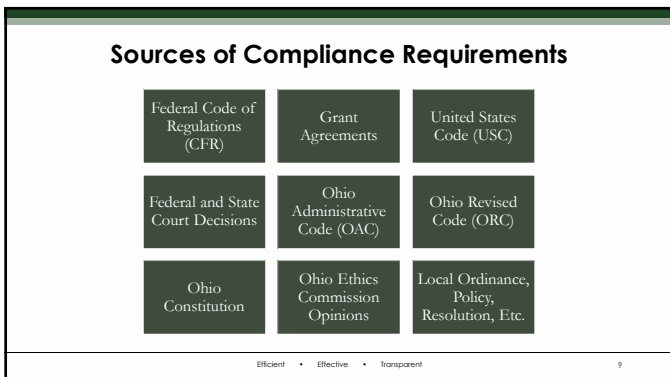 Sources of Compliance Requirements
Federal Code of
Regulations
(CFR)
Grant
Agreements
United States
Code (USC)
Federal and State
Court Decisions
Ohio
Administrative
Code (OAC)
Ohio Revised
Code (ORC)
Ohio
Constitution
Ohio Ethics
Commission
Opinions
Local Ordinance,
Policy,
Resolution, Etc.
Efficient • Effective • Transparent
9